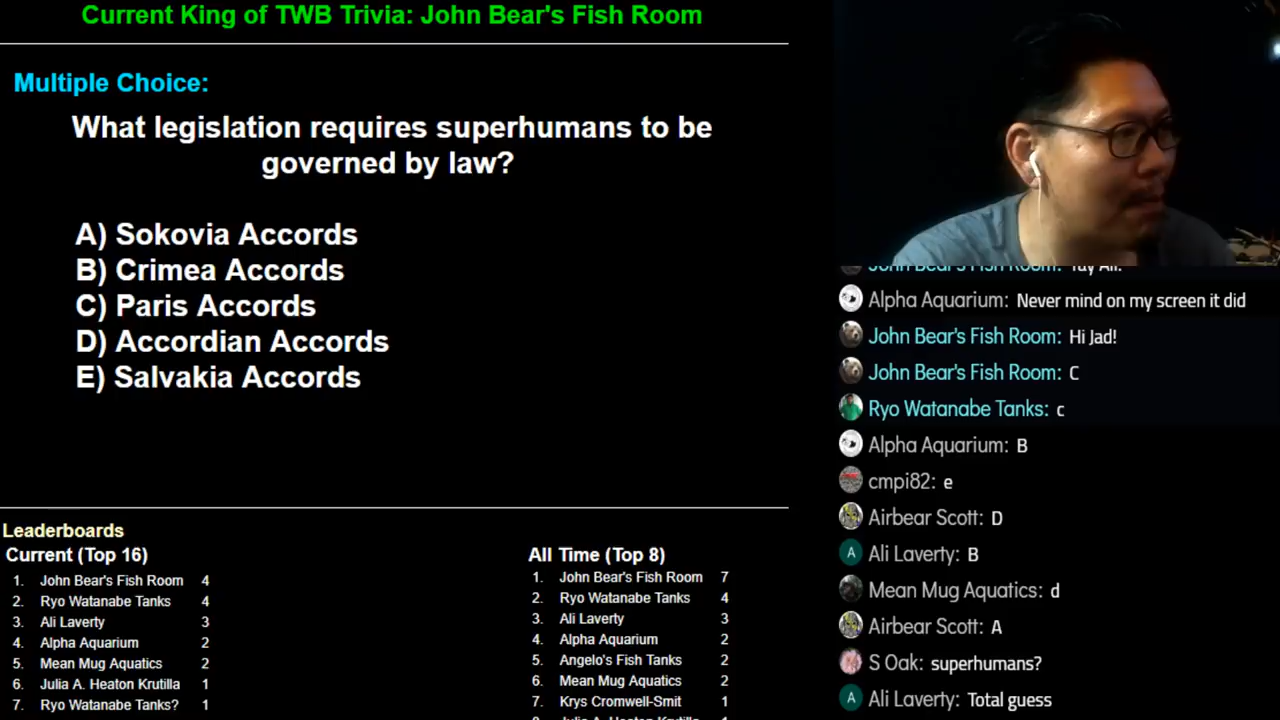 Current King of TWB Trivia: John Bear's Fish Room
Multiple Choice:
What legislation requires superhumans to be
governed by law?
A) Sokovia Accords
B) Crimea Accords
C) Paris Accords
D) Accordian Accords
E) Salvakia Accords
Leaderboards
Current (Top 16)
1. John Bear's Fish Room 4
2. Ryo Watanabe Tanks 4
3. Ali Laverty 3
4. Alpha Aquarium 2
5. Mean Mug Aquatics 2
6. Julia A. Heaton Krutilla 1
7. Ryo Watanabe Tanks? 1
All Time (Top 8)
1. John Bear's Fish Room 7
2. Ryo Watanabe Tanks 4
3. Ali Laverty 3
4. Alpha Aquarium 2
5. Angelo's Fish Tanks 2
6. Mean Mug Aquatics 2
7. Krys Cromwell-Smit 1
John Bear's Fish Room:
Alpha Aquarium: Never mind on my screen it did
John Bear's Fish Room: Hi Jad!
John Bear's Fish Room: C
Ryo Watanabe Tanks: c
Alpha Aquarium: B
cmpi82: e
Airbear Scott: D
A Ali Laverty: B
Mean Mug Aquatics: d
Airbear Scott: A
S Oak: superhumans?
A Ali Laverty: Total guess